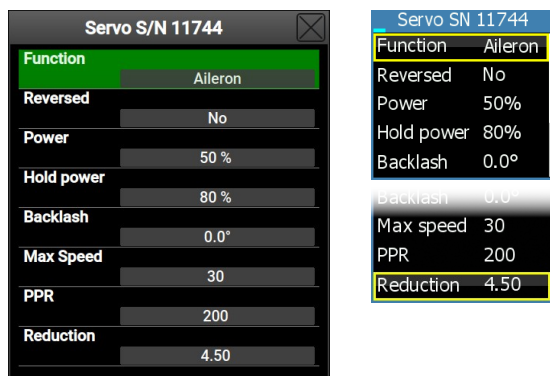 Servo S/N 11744
Function
Aileron
Reversed
No
Power
50 %
Hold power
80 %
Backlash
0.0°
Max Speed
30
PPR
200
Reduction
4.50
Servo SN 11744
Function Aileron
Reversed No
Power 50%
Hold power 80%
Backlash 0.0°
Backlash 0.0°
Max speed 30
PPR 200
Reduction 4.50